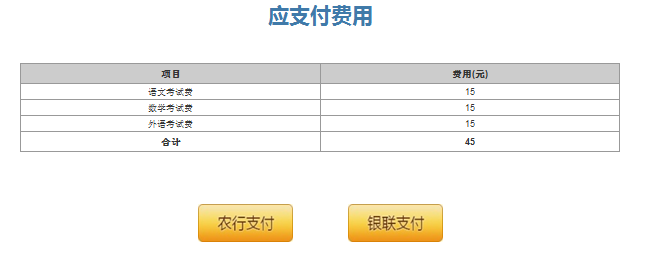 应支付费用
项目 费用(元)
语文考试费 15
数学考试费 15
外语考试费 15
合计 45
农行支付 银联支付